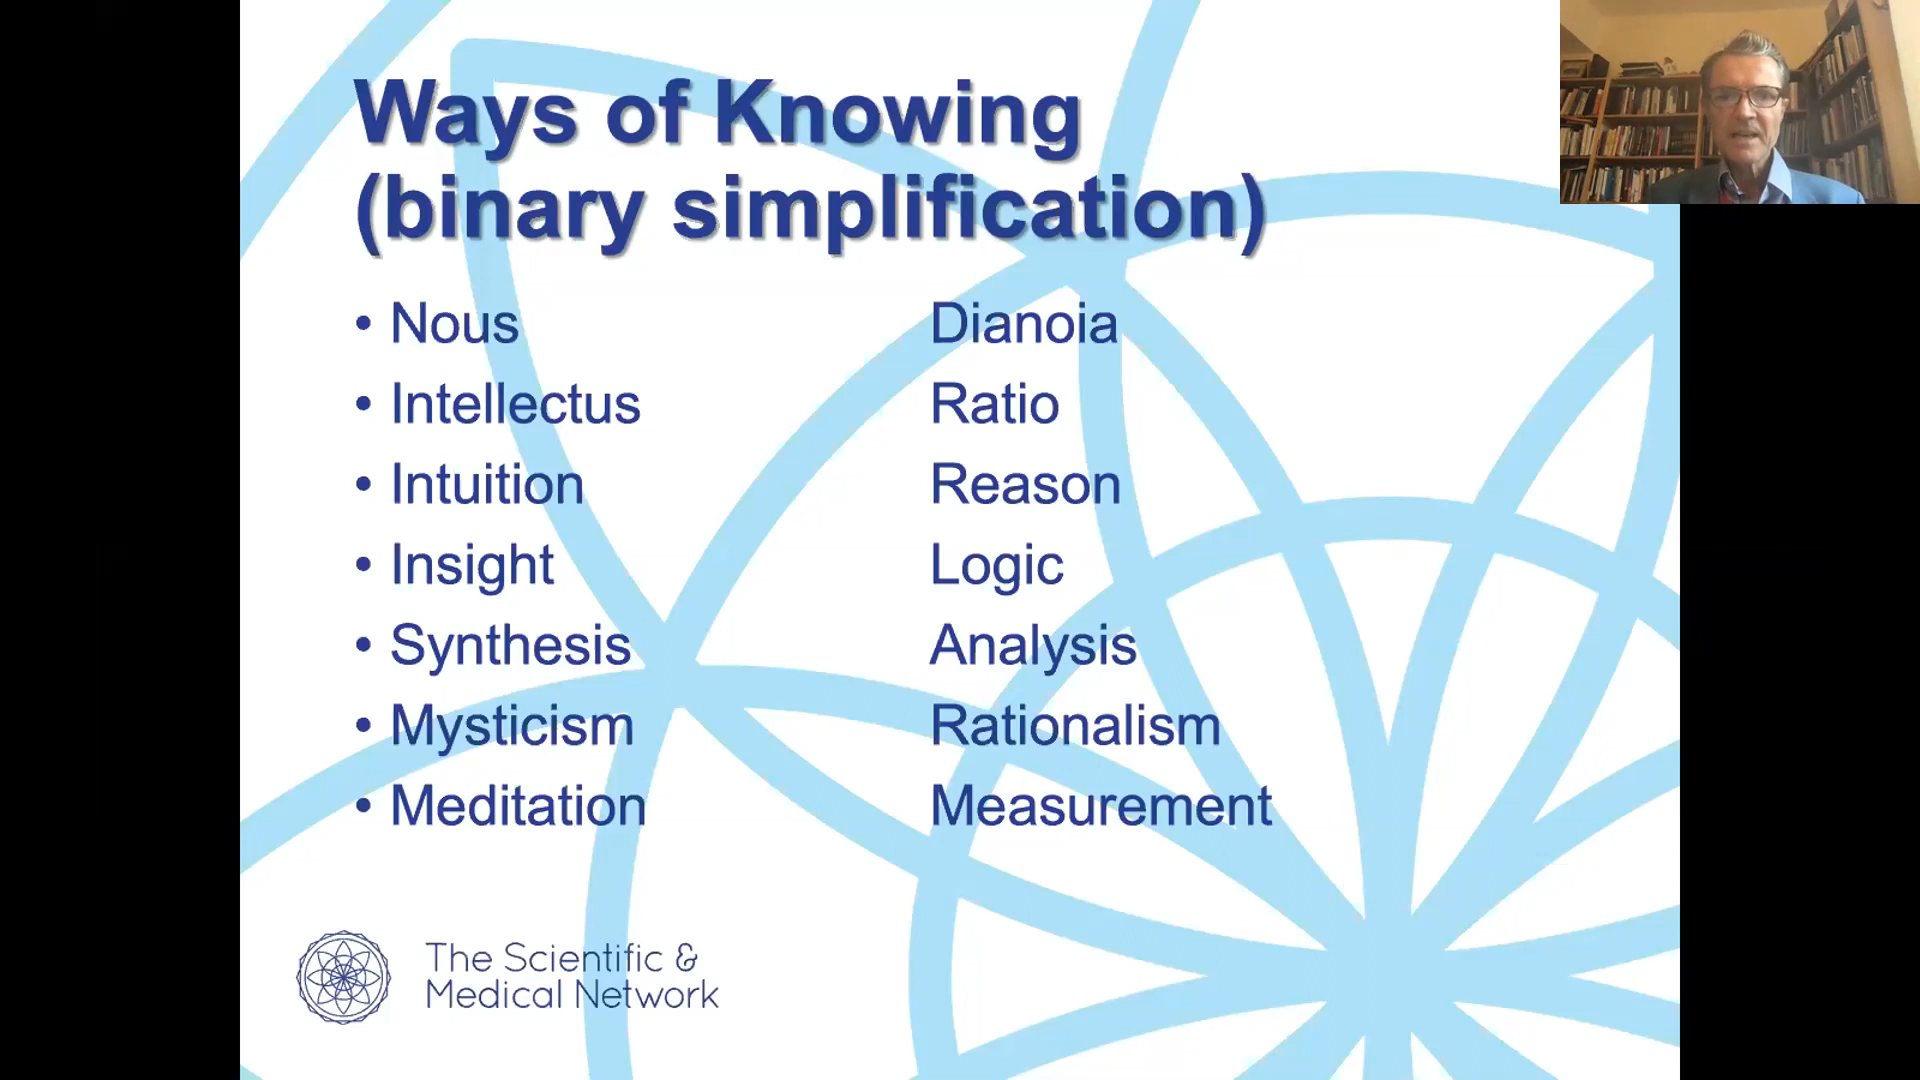 Ways of Knowing
(binary simplification)
• Nous Dianoia
• Intellectus Ratio
• Intuition Reason
• Insight Logic
• Synthesis Analysis
• Mysticism Rationalism
• Meditation Measurement
The Scientific &
Medical Network